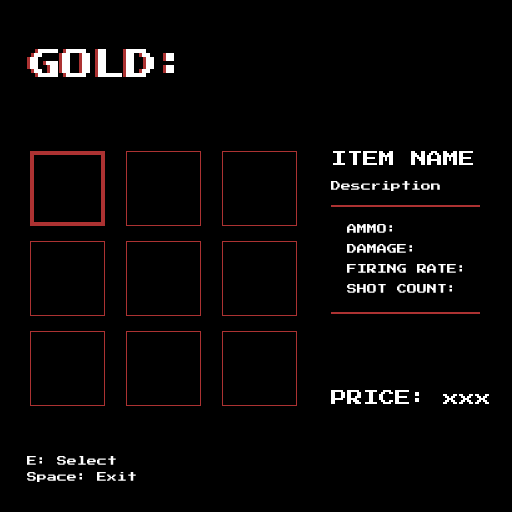 GOLD:
ITEM NAME
Description
AMMO:
DAMAGE:
FIRING RATE:
SHOT COUNT:
PRICE: xxx
E: Select
Space: Exit